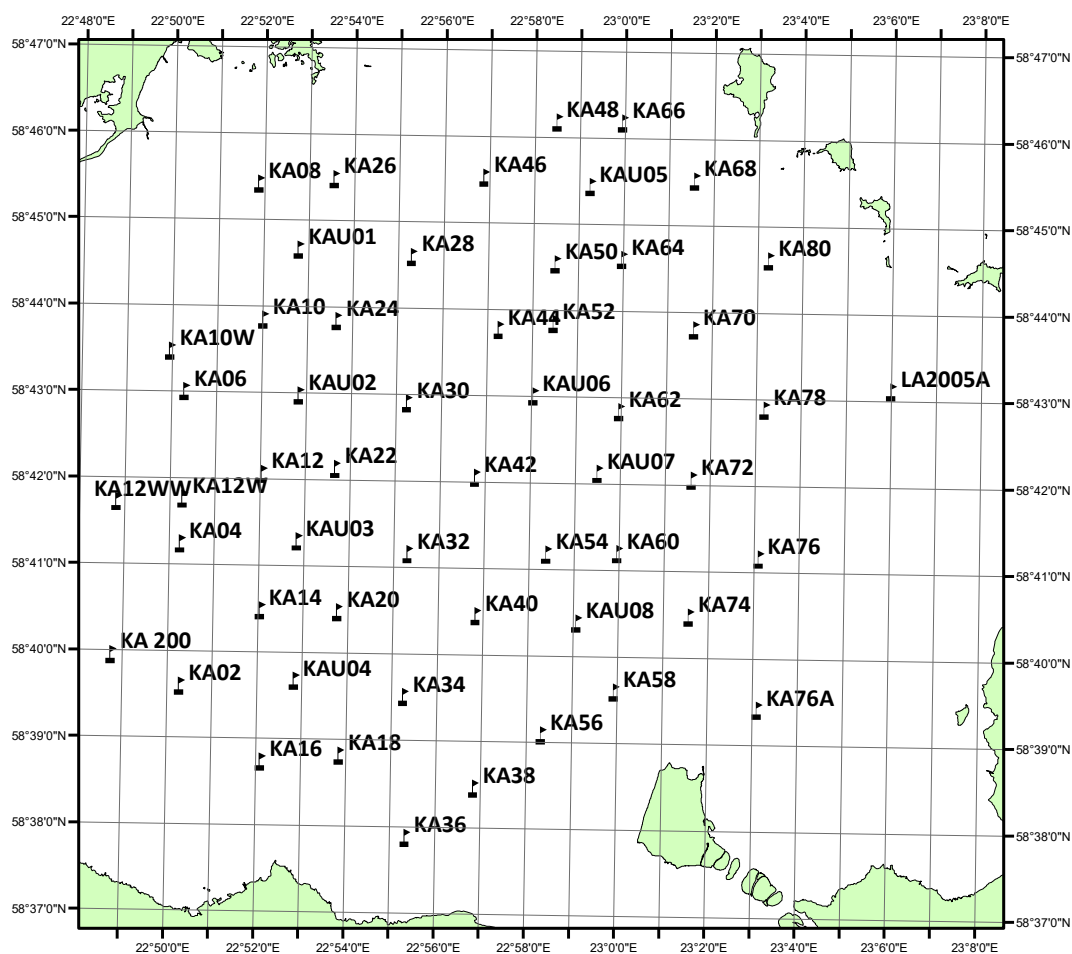 22°48'0"E 22°50'0"E 22°52'0"E 22°54'0"E 22°56'0"E 22°58'0"E 23°0'0"E 23°2'0"E 23°4'0"E 23°6'0"E 23°8'0"E
58°47'0"N 58°47'0"N
KA48 KA66
58°46'0"N 58°46'0"N
KA08 KA26 KA46 KAU05 KA68
58°45'0"N 58°45'0"N
KAU01 KA28 KA50 KA64 KA80
58°44'0"N 58°44'0"N
KA10 KA24 KA44 KA52 KA70
KA10W
KA06 KAU02 KA30 KAU06 KA62 KA78 LA2005A
58°43'0"N 58°43'0"N
KA12 KA22 KA42 KAU07 KA72
58°42'0"N 58°42'0"N
KA12WW KA12W
KA04 KAU03 KA32 KA54 KA60 KA76
58°41'0"N 58°41'0"N
KA14 KA20 KA40 KAU08 KA74
58°40'0"N 58°40'0"N
KA 200
KA02 KAU04 KA34 KA58 KA76A
KA56
58°39'0"N 58°39'0"N
KA16 KA18
KA38
58°38'0"N 58°38'0"N
KA36
58°37'0"N 58°37'0"N
22°50'0"E 22°52'0"E 22°54'0"E 22°56'0"E 22°58'0"E 23°0'0"E 23°2'0"E 23°4'0"E 23°6'0"E 23°8'0"E